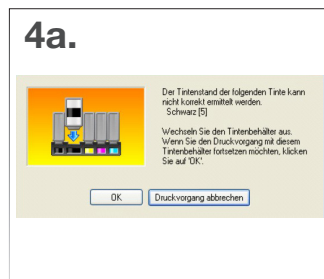 4a.
Der Tintenstand der folgenden Tinte kann
nicht korrekt ermittelt werden.
Schwarz [5]
Wechseln Sie den Tintenbehälter aus.
Wenn Sie den Druckvorgang mit diesem
Tintenbehälter fortsetzen möchten, klicken
Sie auf 'OK'.
OK
Druckvorgang abbrechen